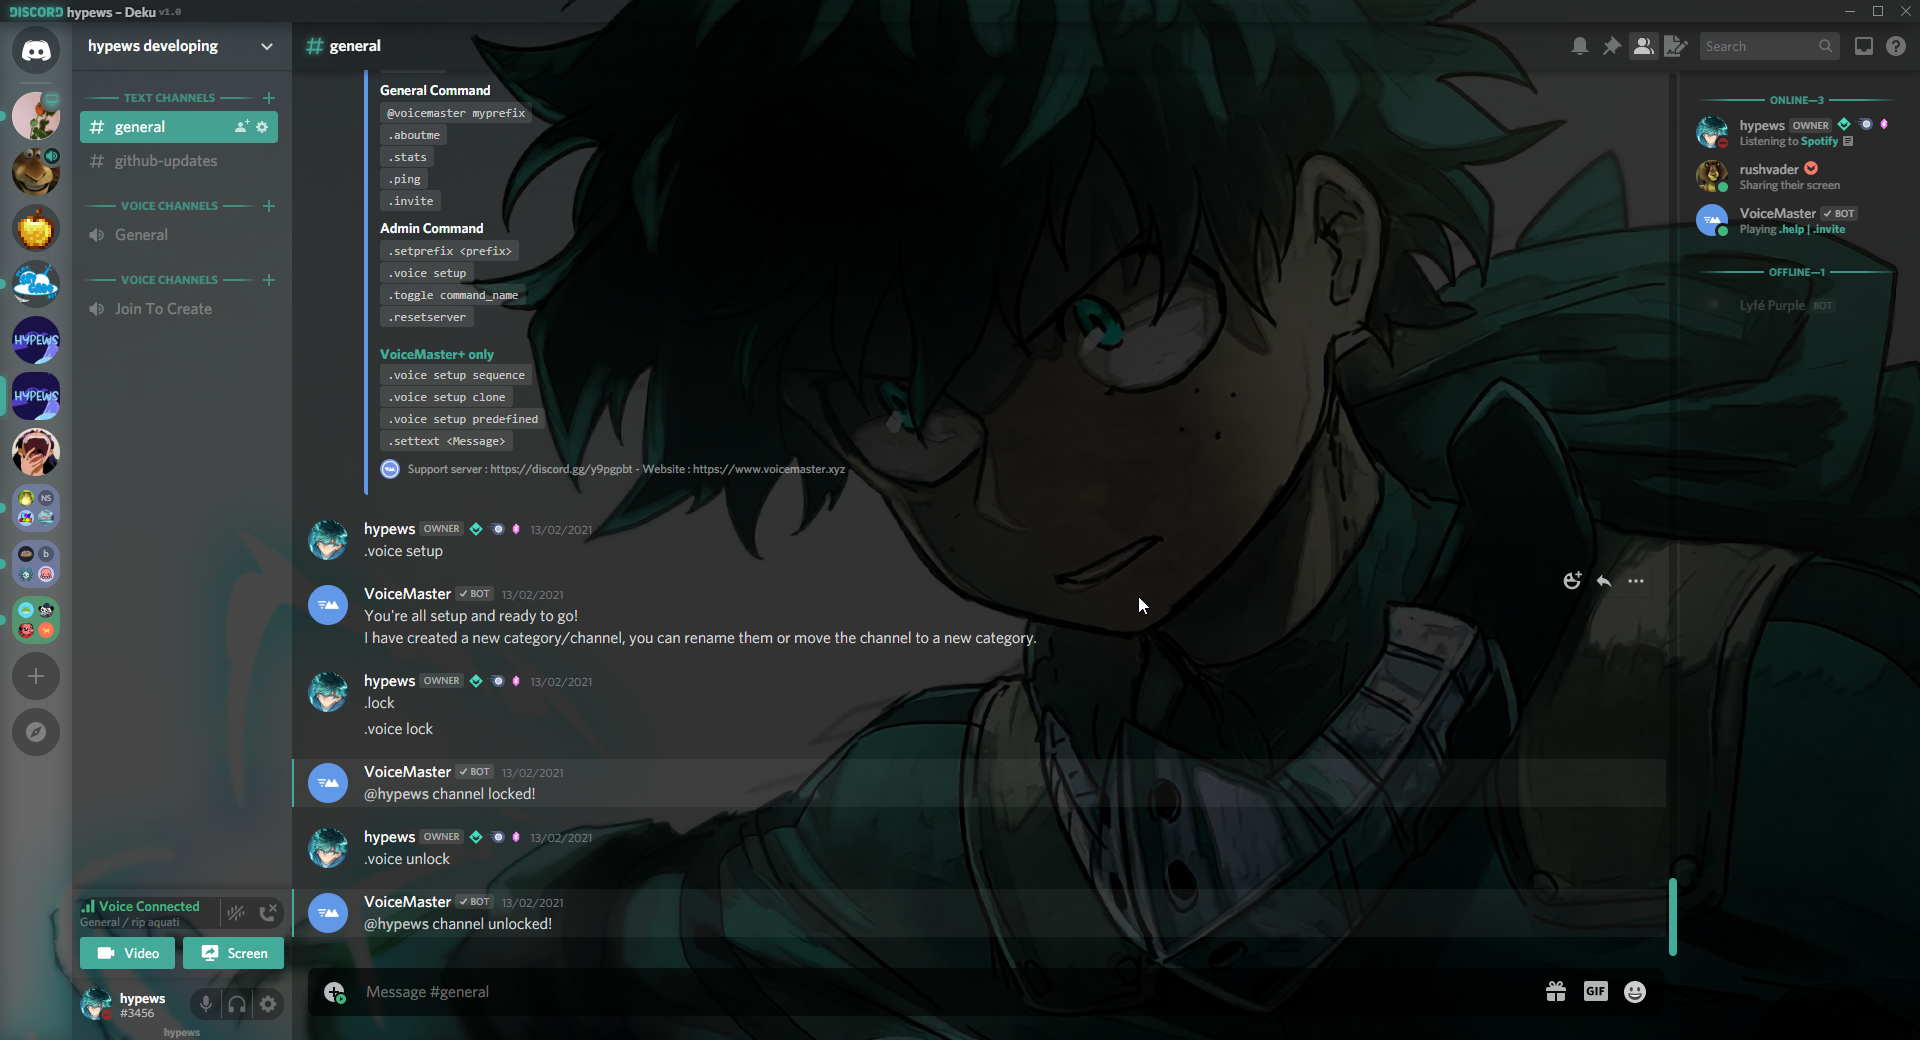 DISCORD hypews – Deku v1.0
hypews developing
# general
Search
TEXT CHANNELS
# general
# github-updates
VOICE CHANNELS
General
VOICE CHANNELS
Join To Create
HYPEWS
HYPEWS
NS
b
General Command
@voicemaster myprefix
.aboutme
.stats
.ping
.invite
Admin Command
.setprefix <prefix>
.voice setup
.toggle command_name
.resetserver
VoiceMaster+ only
.voice setup sequence
.voice setup clone
.voice setup predefined
.settext <Message>
Support server : https://discord.gg/y9pgpbt - Website : https://www.voicemaster.xyz
hypews OWNER 13/02/2021
.voice setup
VoiceMaster ✓ BOT 13/02/2021
You're all setup and ready to go!
I have created a new category/channel, you can rename them or move the channel to a new category.
hypews OWNER 13/02/2021
.lock
.voice lock
VoiceMaster ✓ BOT 13/02/2021
@hypews channel locked!
hypews OWNER 13/02/2021
.voice unlock
VoiceMaster ✓ BOT 13/02/2021
@hypews channel unlocked!
Message #general
GIF
ONLINE—3
hypews OWNER
Listening to Spotify
rushvader
Sharing their screen
VoiceMaster ✓ BOT
Playing .help | .invite
OFFLINE—1
Lyfé Purple BOT
Voice Connected
General / rip aquati
Video
Screen
hypews
#3456
hypews